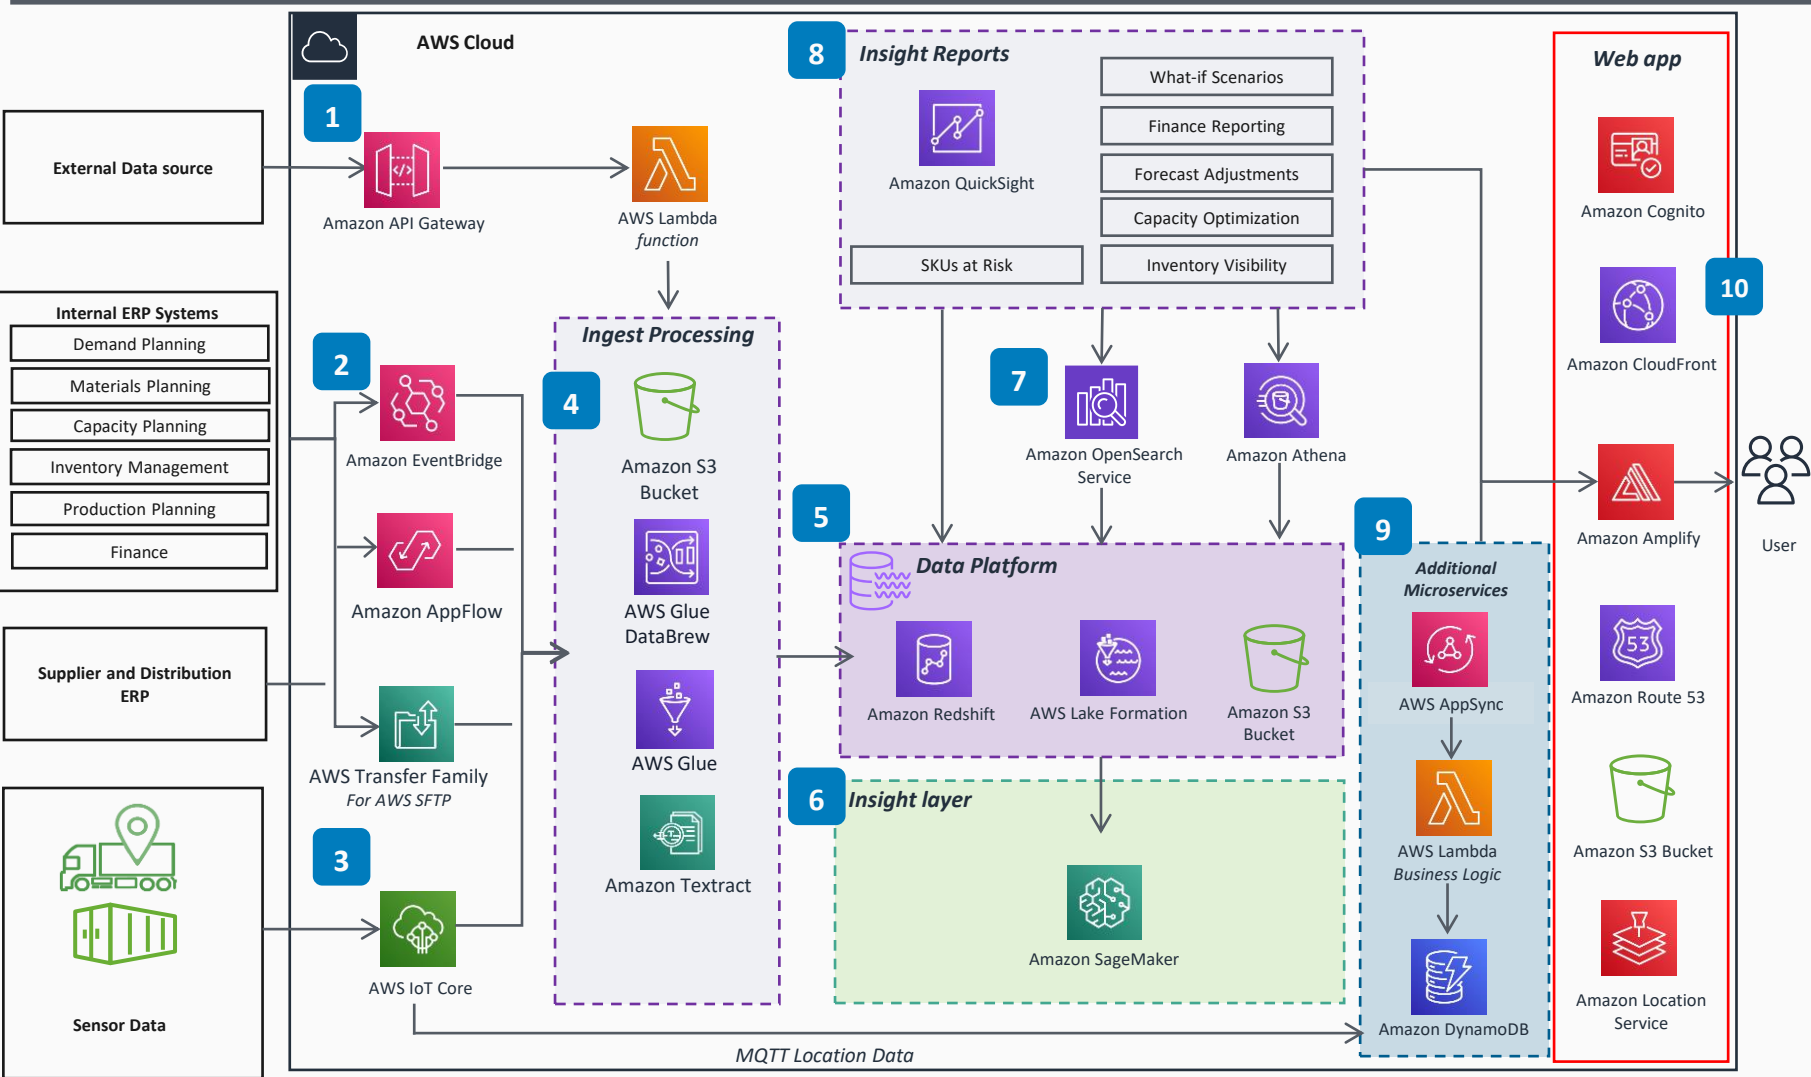 AWS Cloud
1
External Data source
Amazon API Gateway
AWS Lambda
function
Internal ERP Systems
Demand Planning
Materials Planning
Capacity Planning
Inventory Management
Production Planning
Finance
2
Amazon EventBridge
Amazon AppFlow
Supplier and Distribution
ERP
AWS Transfer Family
For AWS SFTP
3
AWS IoT Core
Sensor Data
MQTT Location Data
Ingest Processing
4
Amazon S3
Bucket
AWS Glue
DataBrew
AWS Glue
Amazon Textract
8
Insight Reports
Amazon QuickSight
What-if Scenarios
Finance Reporting
Forecast Adjustments
Capacity Optimization
SKUs at Risk
Inventory Visibility
7
Amazon OpenSearch
Service
Amazon Athena
5
Data Platform
Amazon Redshift
AWS Lake Formation
Amazon S3
Bucket
6
Insight layer
Amazon SageMaker
9
Additional
Microservices
AWS AppSync
AWS Lambda
Business Logic
Amazon DynamoDB
Web app
Amazon Cognito
10
Amazon CloudFront
Amazon Amplify
User
53
Amazon Route 53
Amazon S3 Bucket
Amazon Location
Service